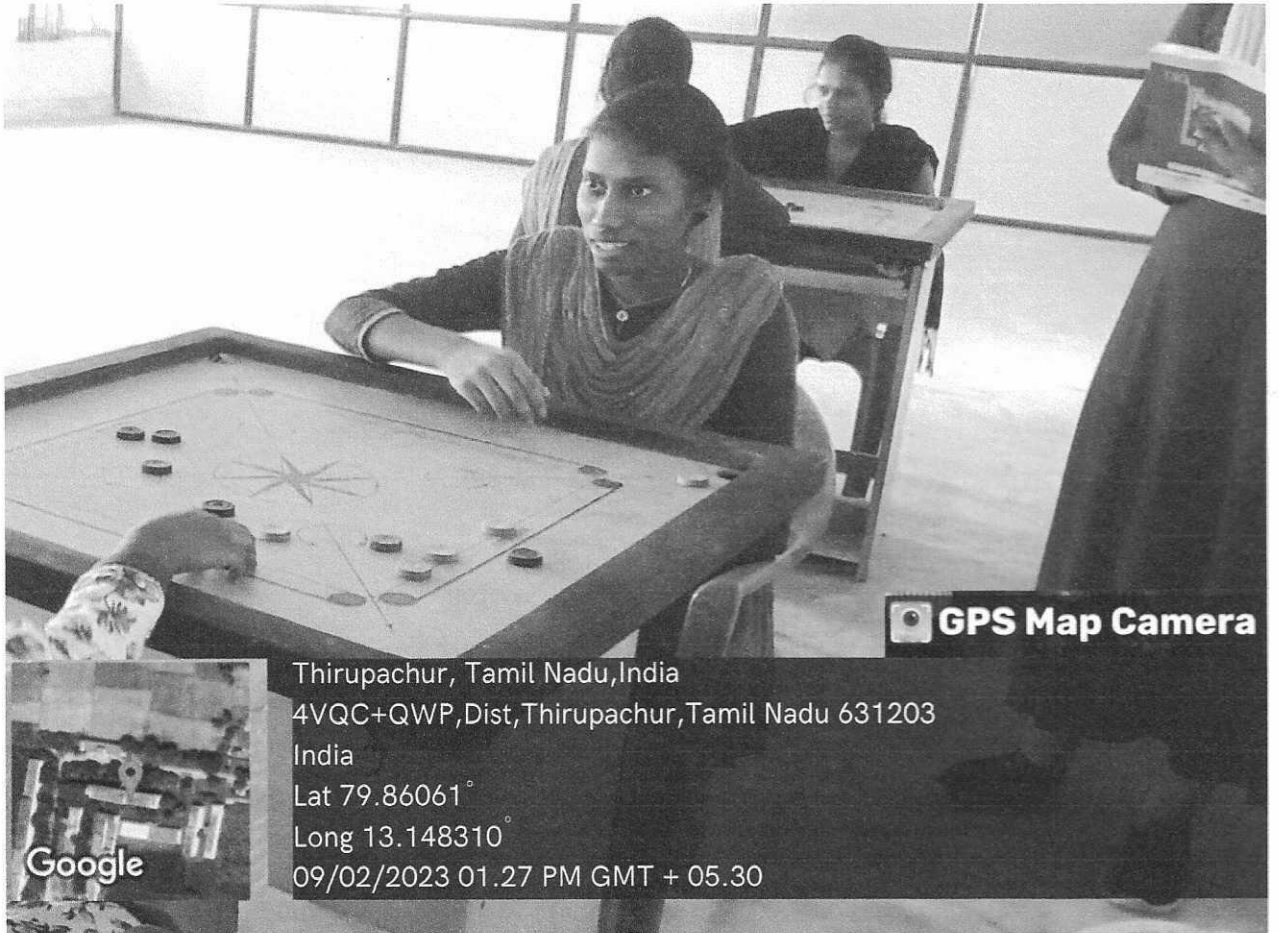 GPS Map Camera
Thirupachur, Tamil Nadu,India
4VQC+QWP,Dist,Thirupachur,Tamil Nadu 631203
India
Lat 79.86061°
Long 13.148310°
09/02/2023 01.27 PM GMT + 05.30
Google